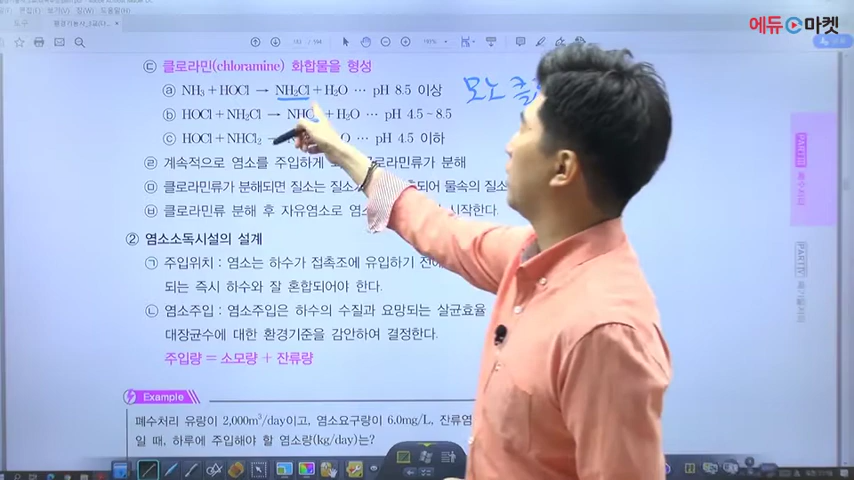 에듀마켓
㉢ 클로라민(chloramine) 화합물을 형성
ⓐ NH₃ + HOCl → NH₂Cl + H₂O … pH 8.5 이상
모노클
ⓑ HOCl + NH₂Cl → NHC + H₂O … pH 4.5 ~ 8.5
ⓒ HOCl + NHCl₂ O … pH 4.5 이하
㉣ 계속적으로 염소를 주입하게 클로라민류가 분해
㉤ 클로라민류가 분해되면 질소는 질소 되어 물속의 질소
㉥ 클로라민류 분해 후 자유염소로 염소 시작한다.
② 염소소독시설의 설계
㉠ 주입위치 : 염소는 하수가 접촉조에 유입하기 전에
되는 즉시 하수와 잘 혼합되어야 한다.
㉡ 염소주입 : 염소주입은 하수의 수질과 요망되는 살균효율
대장균수에 대한 환경기준을 감안하여 결정한다.
주입량 = 소모량 + 잔류량
Example
폐수처리 유량이 2,000m³/day이고, 염소요구량이 6.0mg/L, 잔류염
일 때, 하루에 주입해야 할 염소량(kg/day)는?